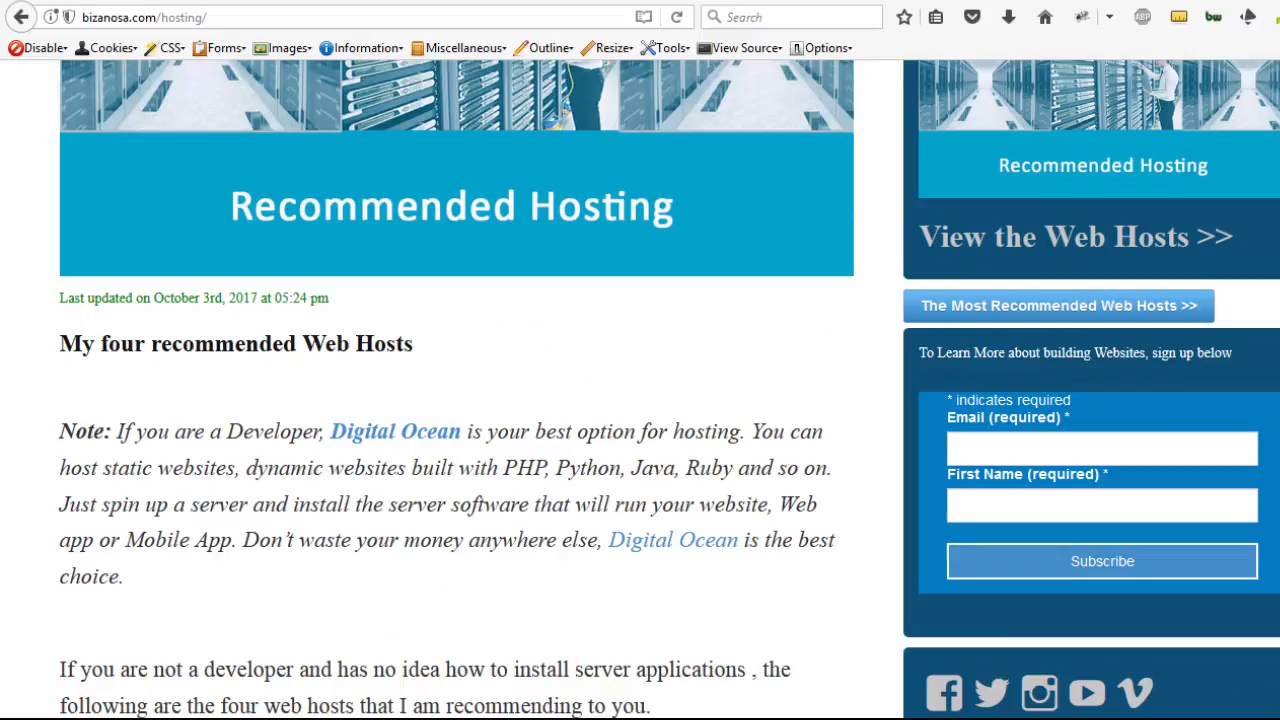 bizanosa.com/hosting/
Search
Disable
Cookies
CSS
Forms
Images
Information
Miscellaneous
Outline
Resize
Tools
View Source
Options
ABP
bw
Recommended Hosting
Last updated on October 3rd, 2017 at 05:24 pm
My four recommended Web Hosts
Note: If you are a Developer, Digital Ocean is your best option for hosting. You can
host static websites, dynamic websites built with PHP, Python, Java, Ruby and so on.
Just spin up a server and install the server software that will run your website, Web
app or Mobile App. Don't waste your money anywhere else, Digital Ocean is the best
choice.
If you are not a developer and has no idea how to install server applications , the
following are the four web hosts that I am recommending to you.
Recommended Hosting
View the Web Hosts >>
The Most Recommended Web Hosts >>
To Learn More about building Websites, sign up below
* indicates required
Email (required) *
First Name (required) *
Subscribe